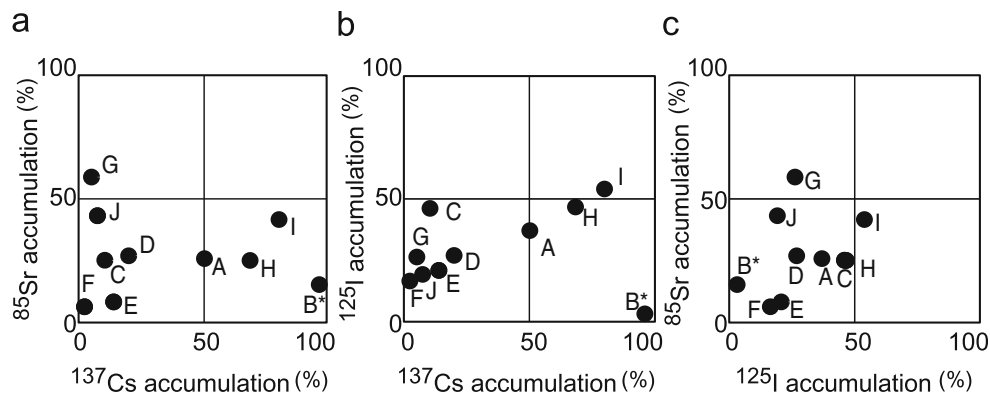 a
100
50
0
0 50 100
85Sr accumulation (%)
137Cs accumulation (%)
G
J
D
C
F
E
A
H
I
B*
b
100
50
0
0 50 100
125I accumulation (%)
137Cs accumulation (%)
I
C
H
A
G
D
F
J
E
B*
c
100
50
0
0 50 100
85Sr accumulation (%)
125I accumulation (%)
G
J
I
B*
D
A
C
H
F
E